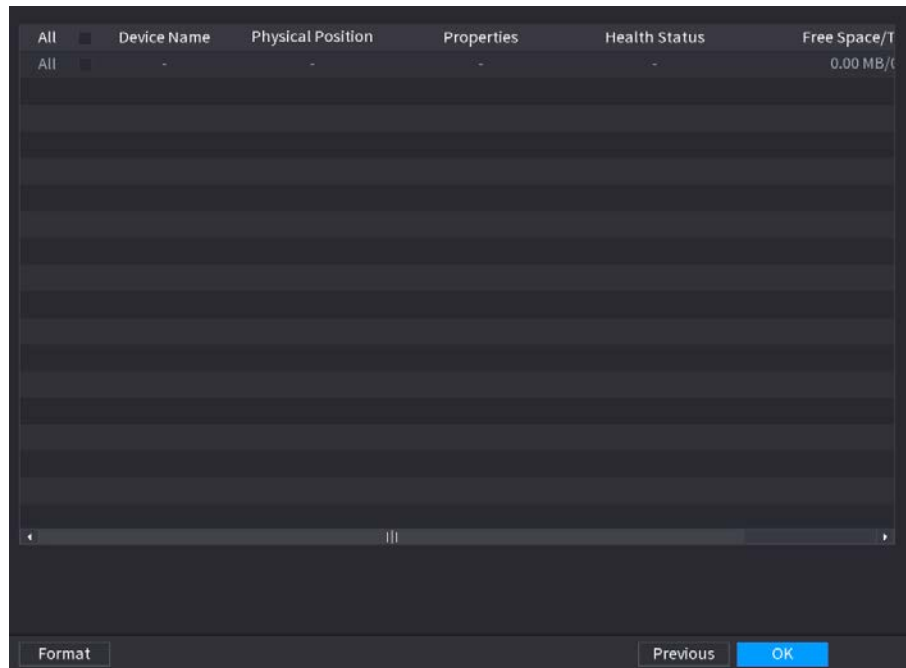 All Device Name Physical Position Properties Health Status Free Space/T
All - - - - 0.00 MB/(
Format Previous OK